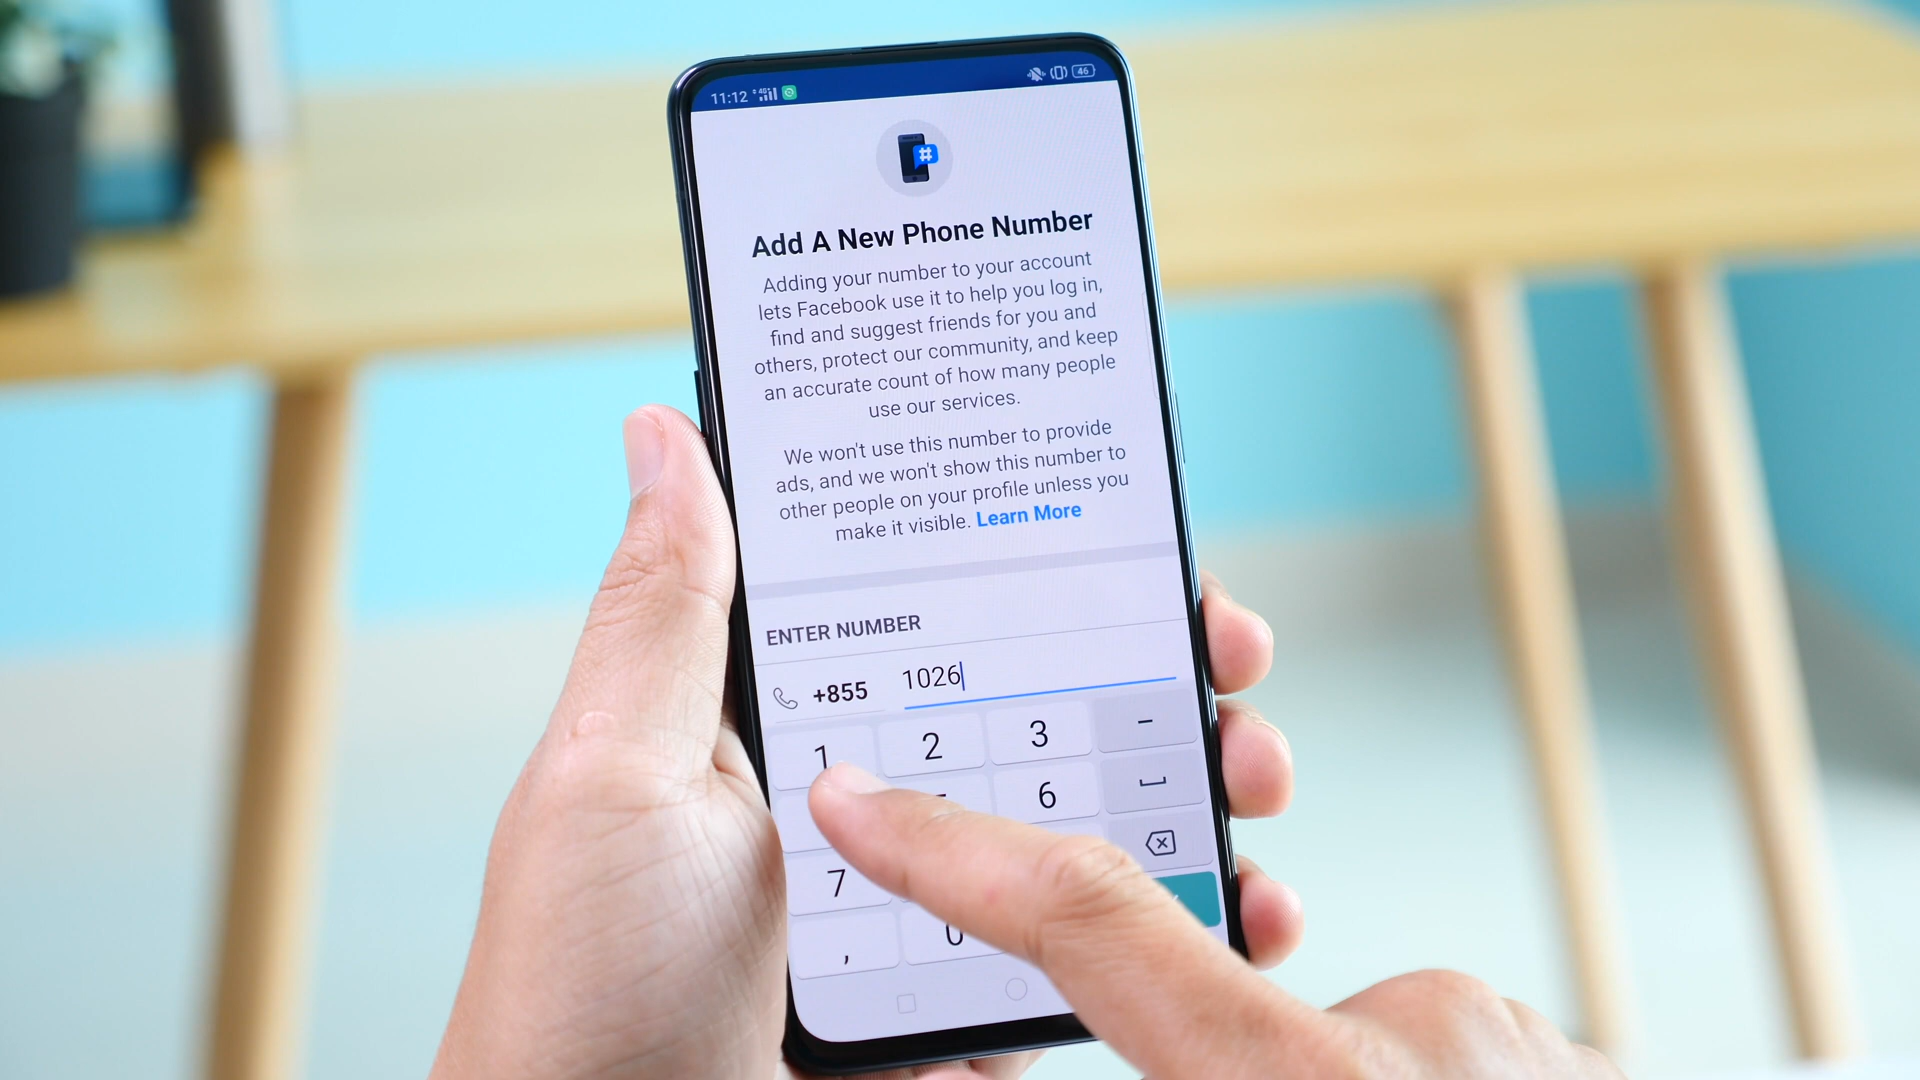 11:12 4G 46
#
Add A New Phone Number
Adding your number to your account
lets Facebook use it to help you log in,
find and suggest friends for you and
others, protect our community, and keep
an accurate count of how many people
use our services.
We won't use this number to provide
ads, and we won't show this number to
other people on your profile unless you
make it visible. Learn More
ENTER NUMBER
+855 1026
1 2 3 -
6
7
, 0